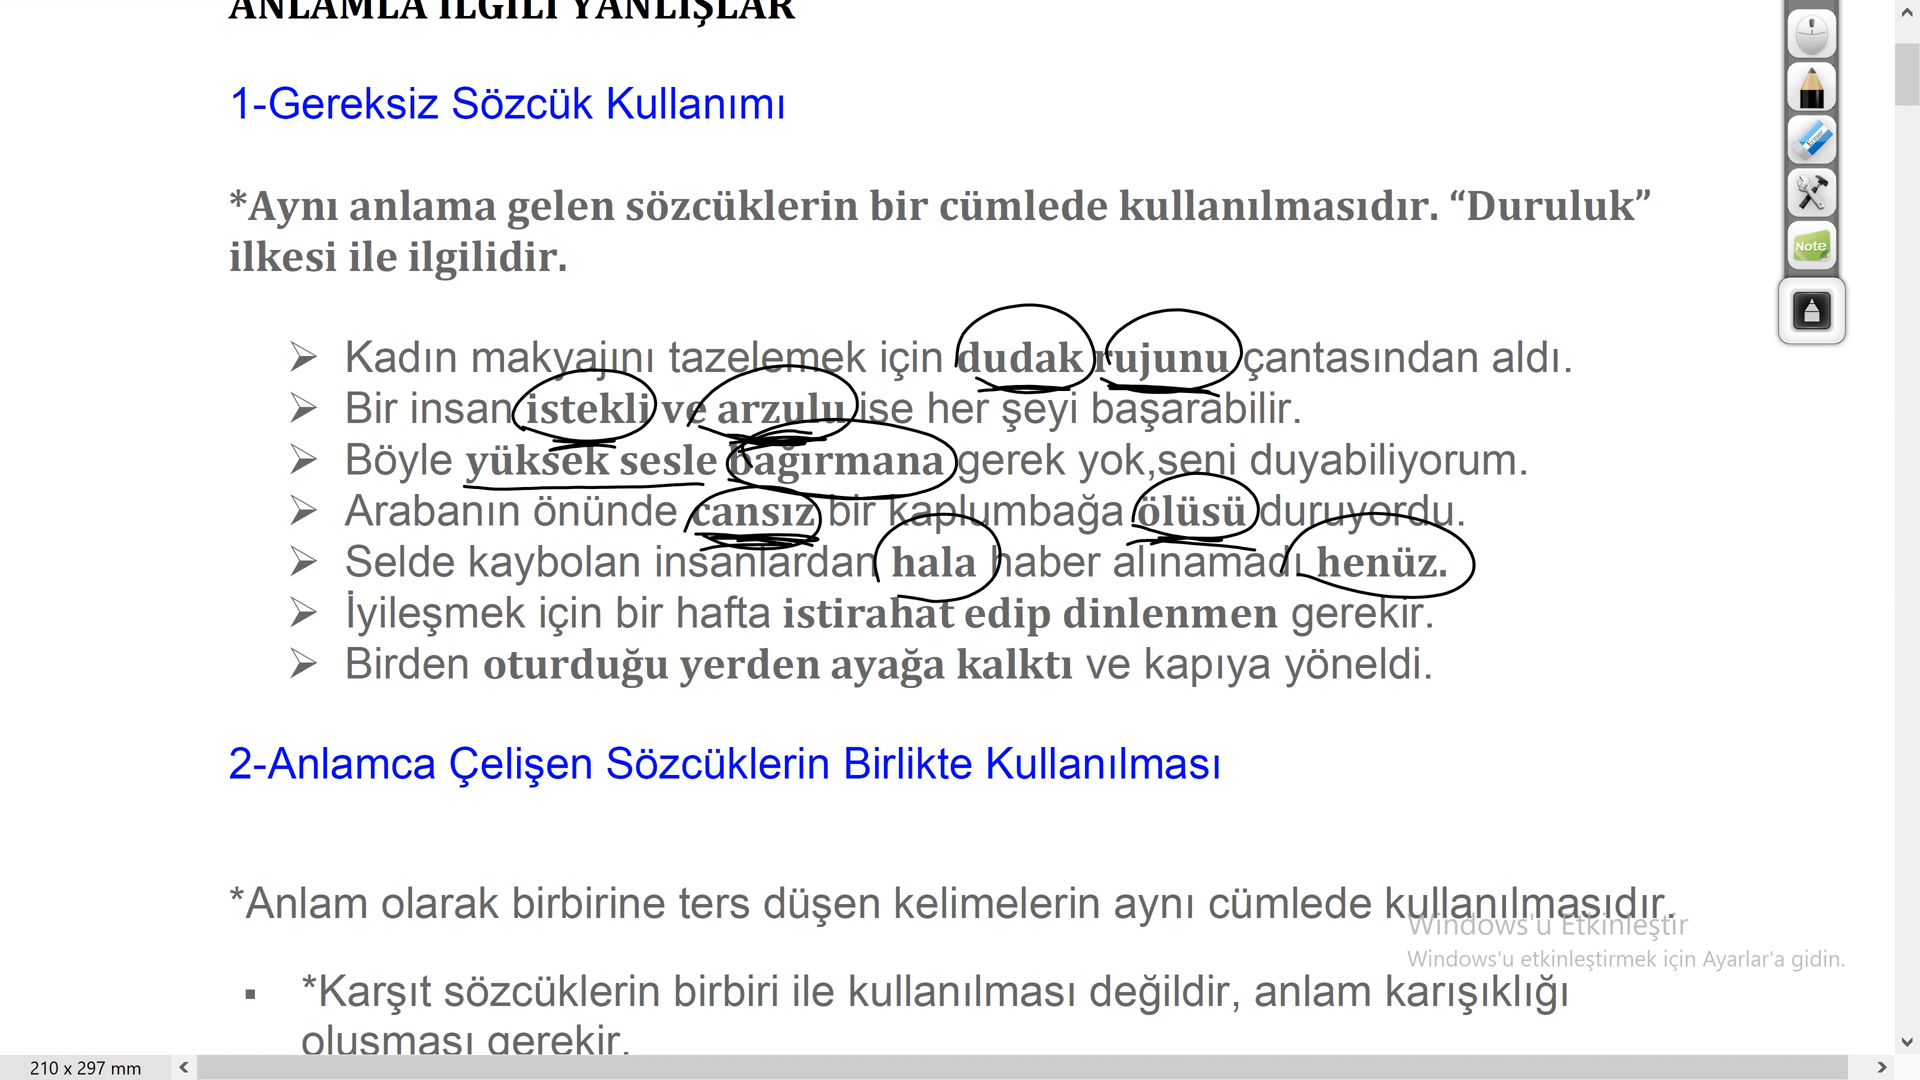 ANLAMLA İLGİLİ YANLIŞLAR
1-Gereksiz Sözcük Kullanımı
*Aynı anlama gelen sözcüklerin bir cümlede kullanılmasıdır. “Duruluk”
ilkesi ile ilgilidir.
➢ Kadın makyajını tazelemek için dudak rujunu çantasından aldı.
➢ Bir insan istekli ve arzulu ise her şeyi başarabilir.
➢ Böyle yüksek sesle bağırmana gerek yok,seni duyabiliyorum.
➢ Arabanın önünde cansız bir kaplumbağa ölüsü duruyordu.
➢ Selde kaybolan insanlardan hala haber alınamadı henüz.
➢ İyileşmek için bir hafta istirahat edip dinlenmen gerekir.
➢ Birden oturduğu yerden ayağa kalktı ve kapıya yöneldi.
2-Anlamca Çelişen Sözcüklerin Birlikte Kullanılması
*Anlam olarak birbirine ters düşen kelimelerin aynı cümlede kullanılmasıdır.
▪ *Karşıt sözcüklerin birbiri ile kullanılması değildir, anlam karışıklığı
oluşması gerekir.
Windows'u Etkinleştir
Windows'u etkinleştirmek için Ayarlar'a gidin.
Eraser
Note
210 x 297 mm